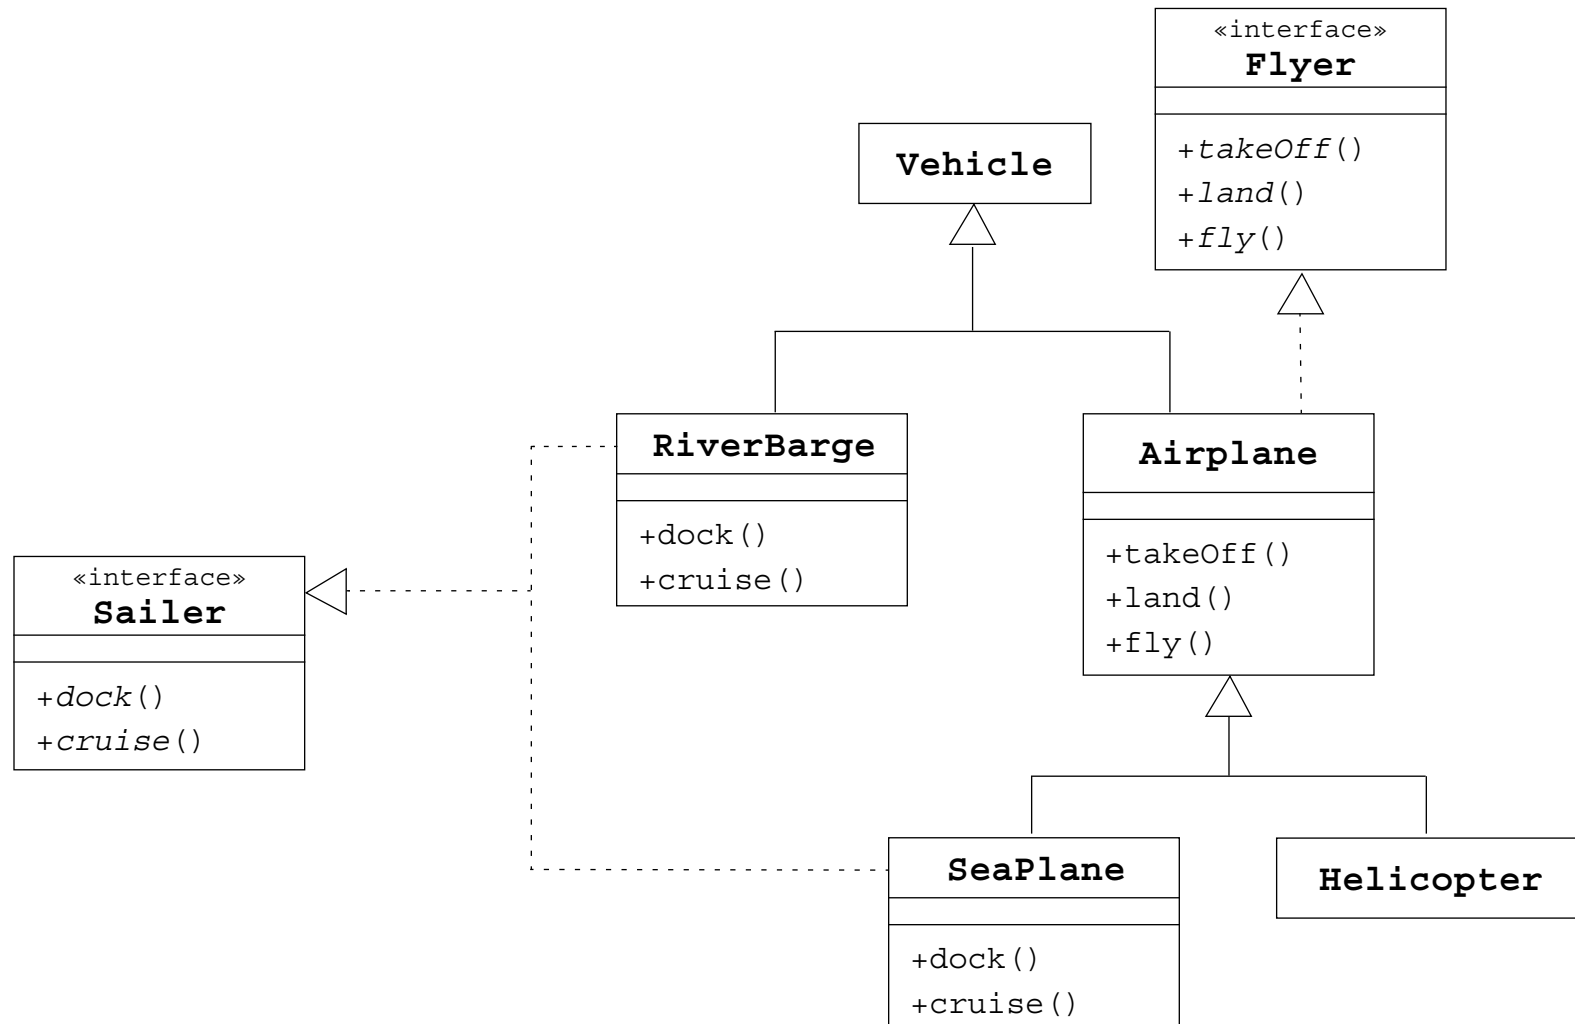 «interface»
Flyer
+takeOff()
+land()
+fly()
Vehicle
RiverBarge
+dock()
+cruise()
Airplane
+takeOff()
+land()
+fly()
«interface»
Sailer
+dock()
+cruise()
SeaPlane
+dock()
+cruise()
Helicopter